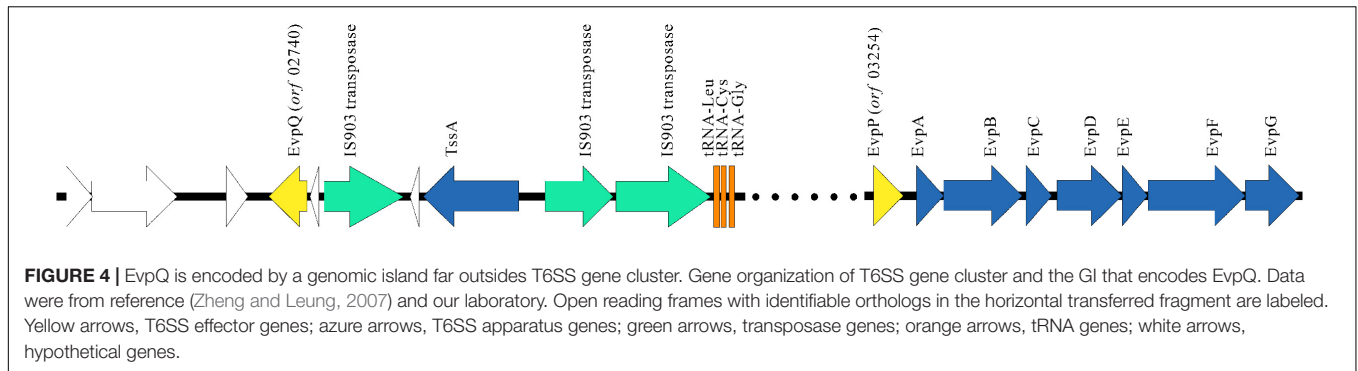 EvpQ (orf 02740)
IS903 transposase
TssA
IS903 transposase
IS903 transposase
tRNA-Leu
tRNA-Cys
tRNA-Gly
EvpP (orf 03254)
EvpA
EvpB
EvpC
EvpD
EvpE
EvpF
EvpG
FIGURE 4 | EvpQ is encoded by a genomic island far outsides T6SS gene cluster. Gene organization of T6SS gene cluster and the GI that encodes EvpQ. Data
were from reference (Zheng and Leung, 2007) and our laboratory. Open reading frames with identifiable orthologs in the horizontal transferred fragment are labeled.
Yellow arrows, T6SS effector genes; azure arrows, T6SS apparatus genes; green arrows, transposase genes; orange arrows, tRNA genes; white arrows,
hypothetical genes.